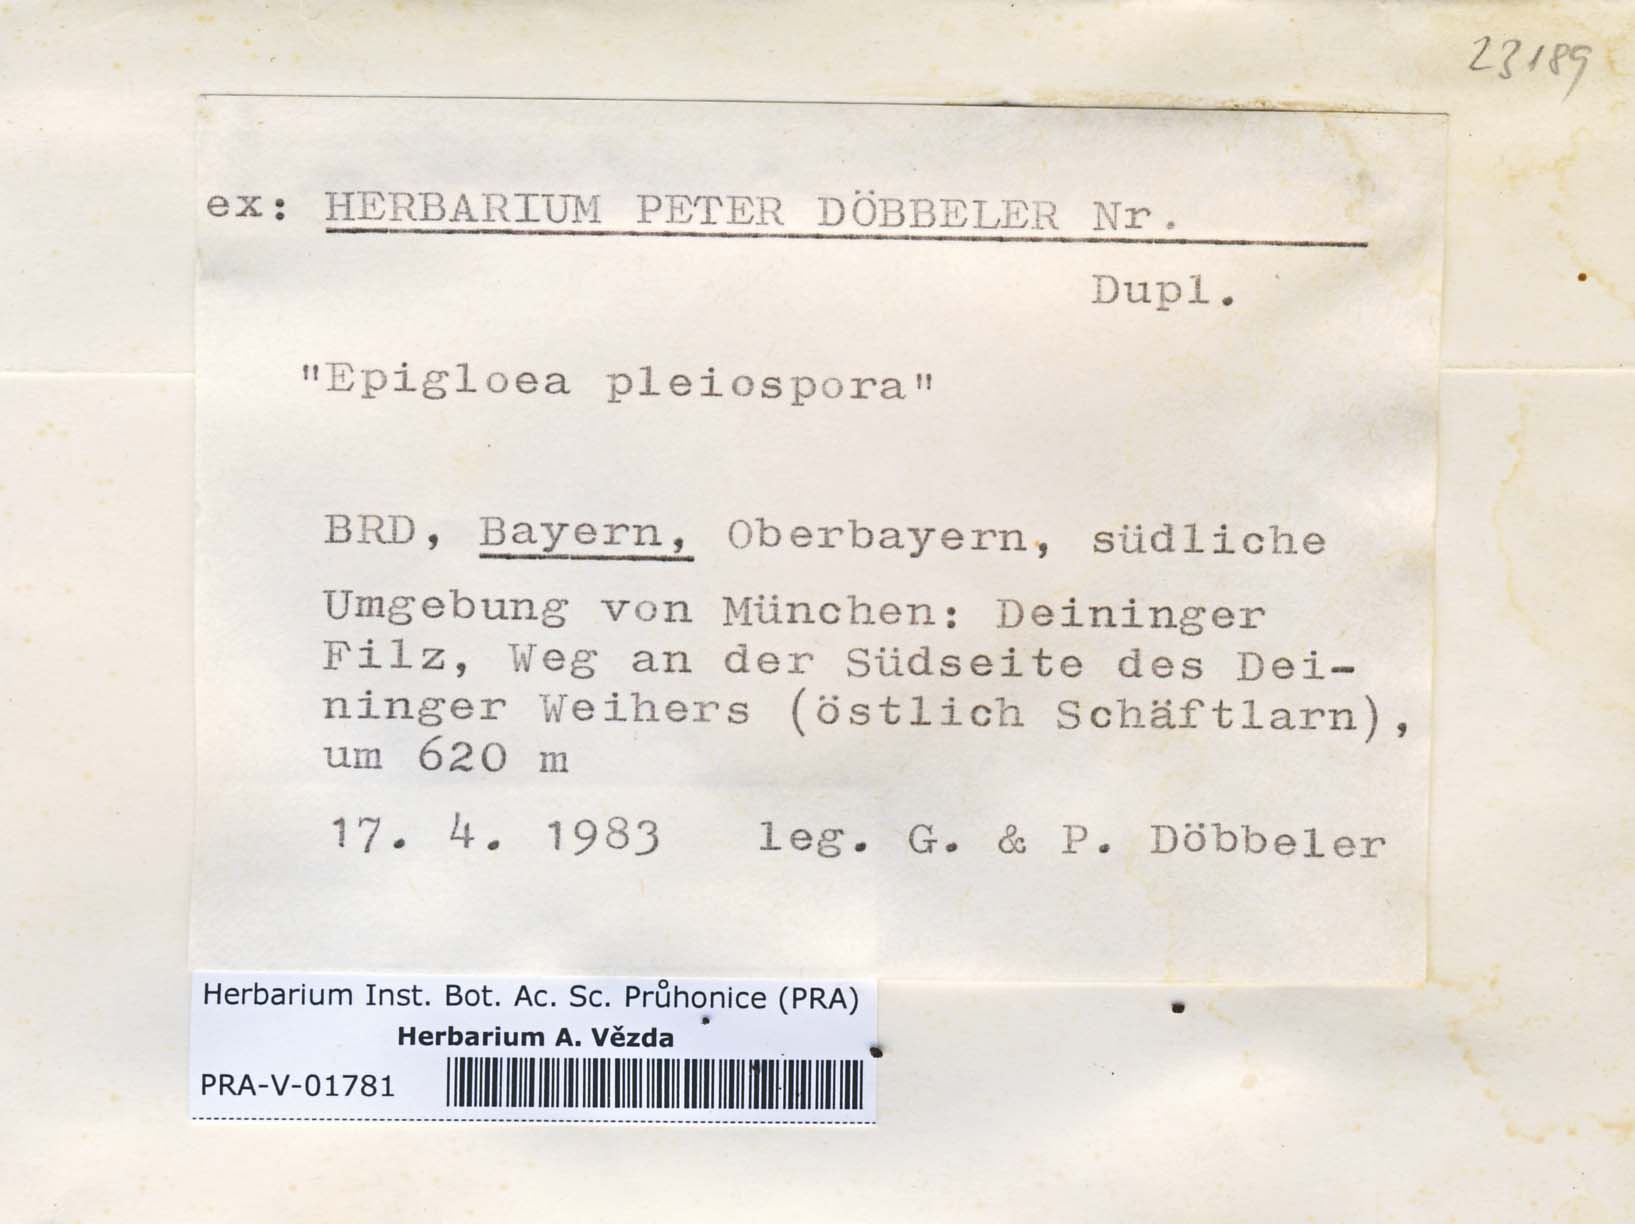 23189
ex: HERBARIUM PETER DÖBBELER Nr.
Dupl.
"Epigloea pleiospora"
BRD, Bayern, Oberbayern, südliche
Umgebung von München: Deininger
Filz, Weg an der Südseite des Dei-
ninger Weihers (östlich Schäftlarn),
um 620 m
17. 4. 1983 leg. G. & P. Döbbeler
Herbarium Inst. Bot. Ac. Sc. Průhonice (PRA)
Herbarium A. Vězda
PRA-V-01781